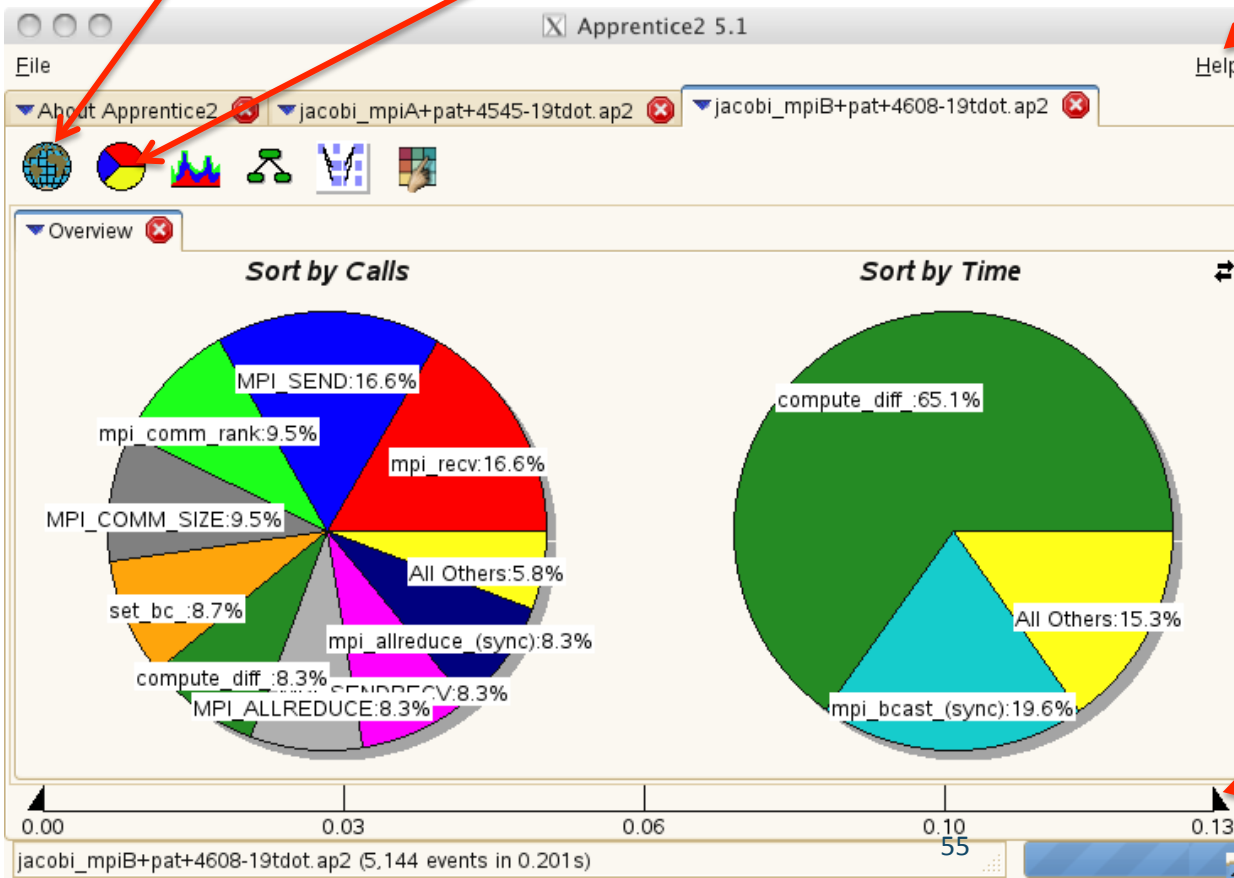 Apprentice2 5.1
File Help
About Apprentice2 jacobi_mpiA+pat+4545-19tdot.ap2 jacobi_mpiB+pat+4608-19tdot.ap2
Overview
Sort by Calls Sort by Time
MPI_SEND:16.6%
compute_diff_:65.1%
mpi_comm_rank:9.5%
mpi_recv:16.6%
MPI_COMM_SIZE:9.5%
All Others:5.8%
set_bc_:8.7%
All Others:15.3%
mpi_allreduce_(sync):8.3%
compute_diff_:8.3%
SENDRECV:8.3%
MPI_ALLREDUCE:8.3%
mpi_bcast_(sync):19.6%
0.00 0.03 0.06 0.10 0.13
55
jacobi_mpiB+pat+4608-19tdot.ap2 (5,144 events in 0.201s)